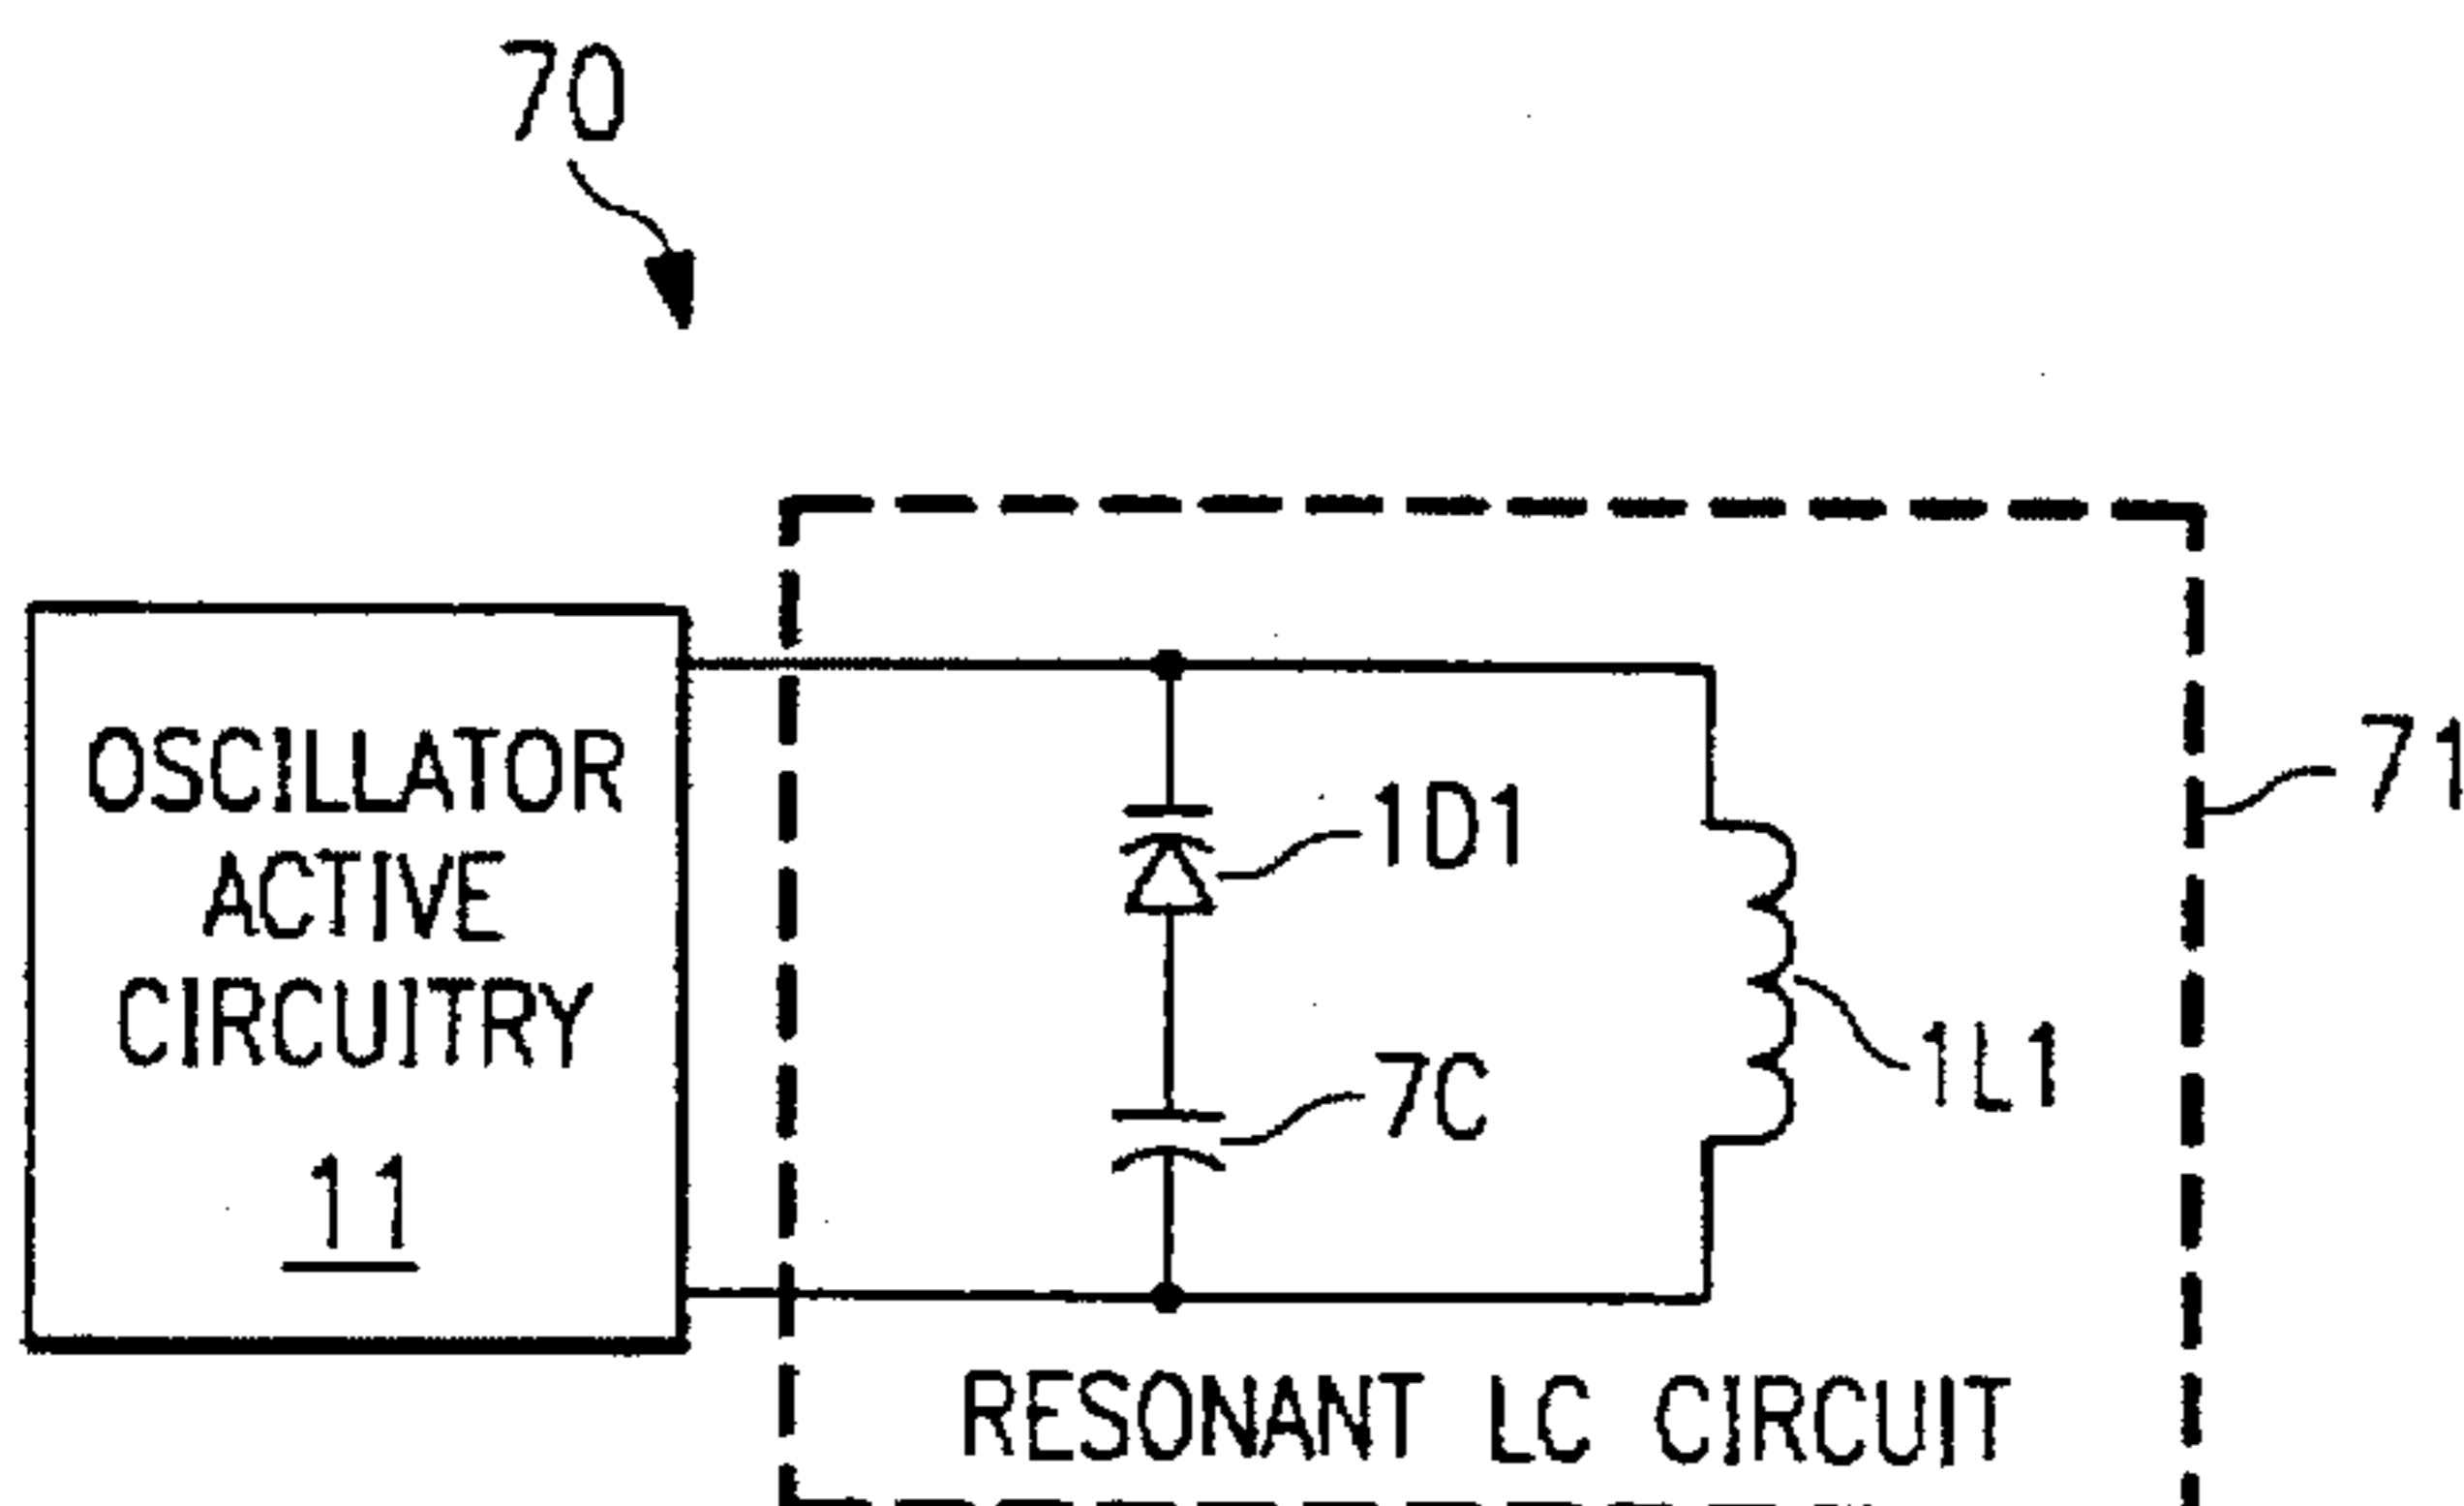 70
OSCILLATOR
ACTIVE
CIRCUITRY
11
1D1
7C
1L1
71
RESONANT LC CIRCUIT